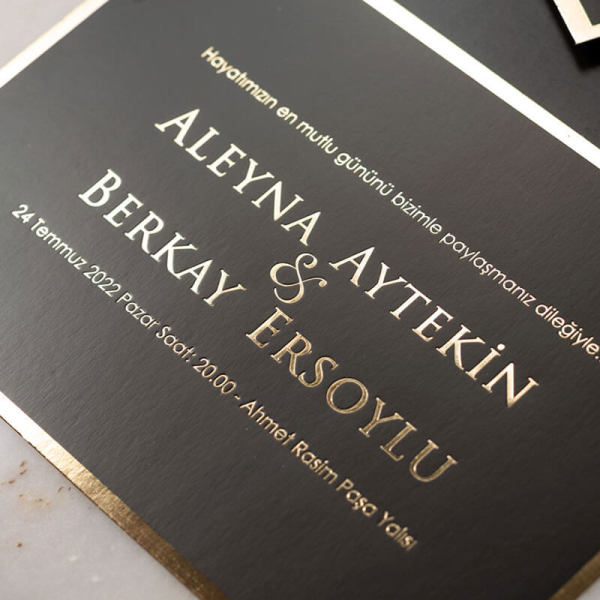 Hayatımızın en mutlu gününü bizimle paylaşmanız dileğiyle..
ALEYNA AYTEKİN
&
BERKAY ERSOYLU
24 Temmuz 2022 Pazar Saat: 20.00 - Ahmet Rasim Paşa Yalısı